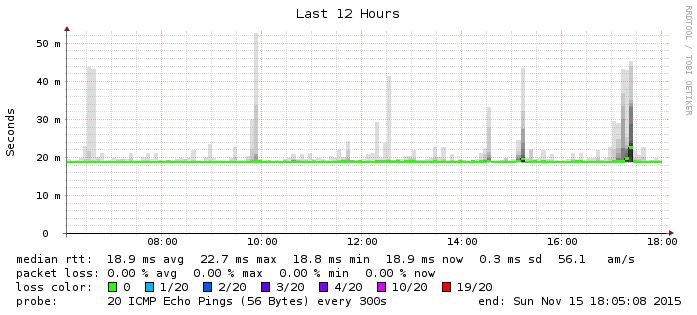 Last 12 Hours
RRDTOOL / TOBI OETIKER
Seconds
50 m
40 m
30 m
20 m
10 m
0
08:00 10:00 12:00 14:00 16:00 18:00
median rtt: 18.9 ms avg 22.7 ms max 18.8 ms min 18.9 ms now 0.3 ms sd 56.1 am/s
packet loss: 0.00 % avg 0.00 % max 0.00 % min 0.00 % now
loss color: 0 1/20 2/20 3/20 4/20 10/20 19/20
probe: 20 ICMP Echo Pings (56 Bytes) every 300s end: Sun Nov 15 18:05:08 2015